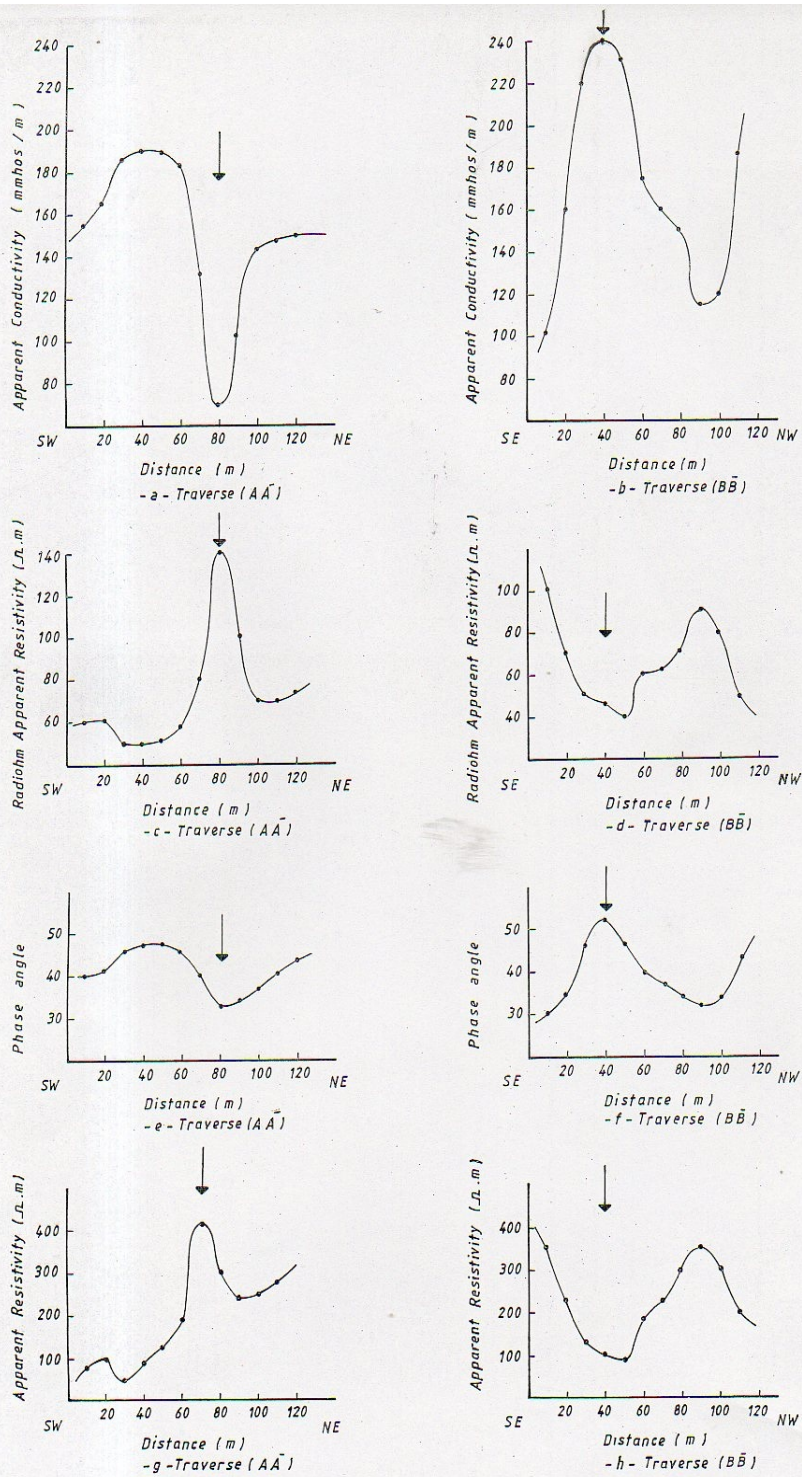 Apparent Conductivity ( mmhos / m )
240
220
200
190
180
160
140
120
100
80
SW 20 40 60 80 100 120 NE
Distance (m)
-a- Traverse (AA̅)
Apparent Conductivity ( mmhos/m )
240
220
200
180
160
140
120
100
80
SE 20 40 60 80 100 120 NW
Distance (m)
-b- Traverse (BB̅)
Radiohm Apparent Resistivity (Ω.m)
140
120
100
80
60
SW 20 40 60 80 100 120 NE
Distance (m)
-c- Traverse (AA̅)
Radiohm Apparent Resistivity (Ω.m)
100
80
60
40
SE 20 40 60 80 100 120 NW
Distance (m)
-d- Traverse (BB̅)
Phase angle
50
40
30
SW 20 40 60 80 100 120 NE
Distance (m)
-e- Traverse (AA̅)
Phase angle
50
40
30
SE 20 40 60 80 100 120 NW
Distance (m)
-f- Traverse (BB̅)
Apparent Resistivity (Ω.m)
400
300
200
100
SW 20 40 60 80 100 120 NE
Distance (m)
-g-Traverse (AA̅)
Apparent Resistivity (Ω.m)
400
300
200
100
SE 20 40 60 80 100 120 NW
Distance (m)
-h- Traverse (BB̅)